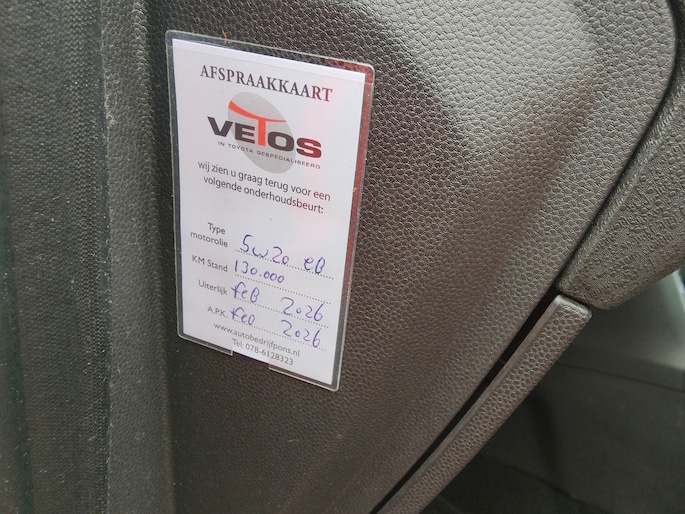 AFSPRAAKKAART
VETOS
IN TOYOTA GESPECIALISEERD
wij zien u graag terug voor een
volgende onderhoudsbeurt:
Type
motorolie 5w20 eB
KM Stand 130.000
Uiterlijk feB 2026
A.P.K. feB 2026
www.autobedrijfpons.nl
Tel: 078-6128323